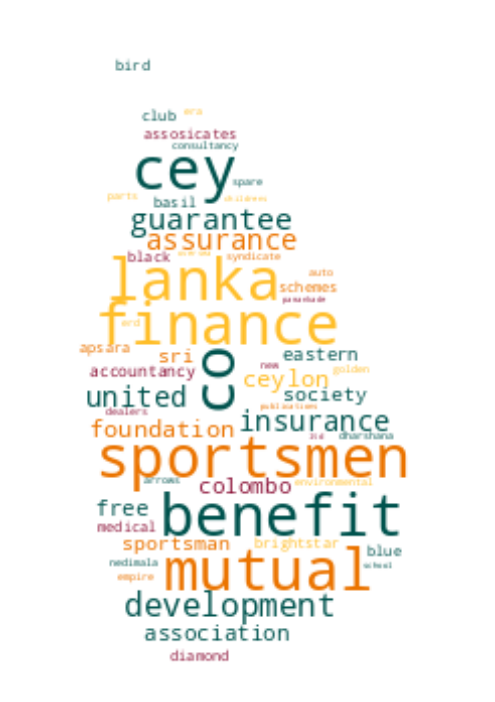 bird
club era
assosicates
consultancy
cey spare
parts childrens
basil
guarantee
assurance
black syndicate
lanka auto
schemes
panamkade
finance
erd
apsara sri co eastern
accountancy new golden
ceylon
united society
dealers publications
foundation insurance
ltd dharshana
sportsmen
arrows colombo environmental
free benefit
medical
sportsman brightstar
blue
nedimala mutual school
empire
development
association
diamond